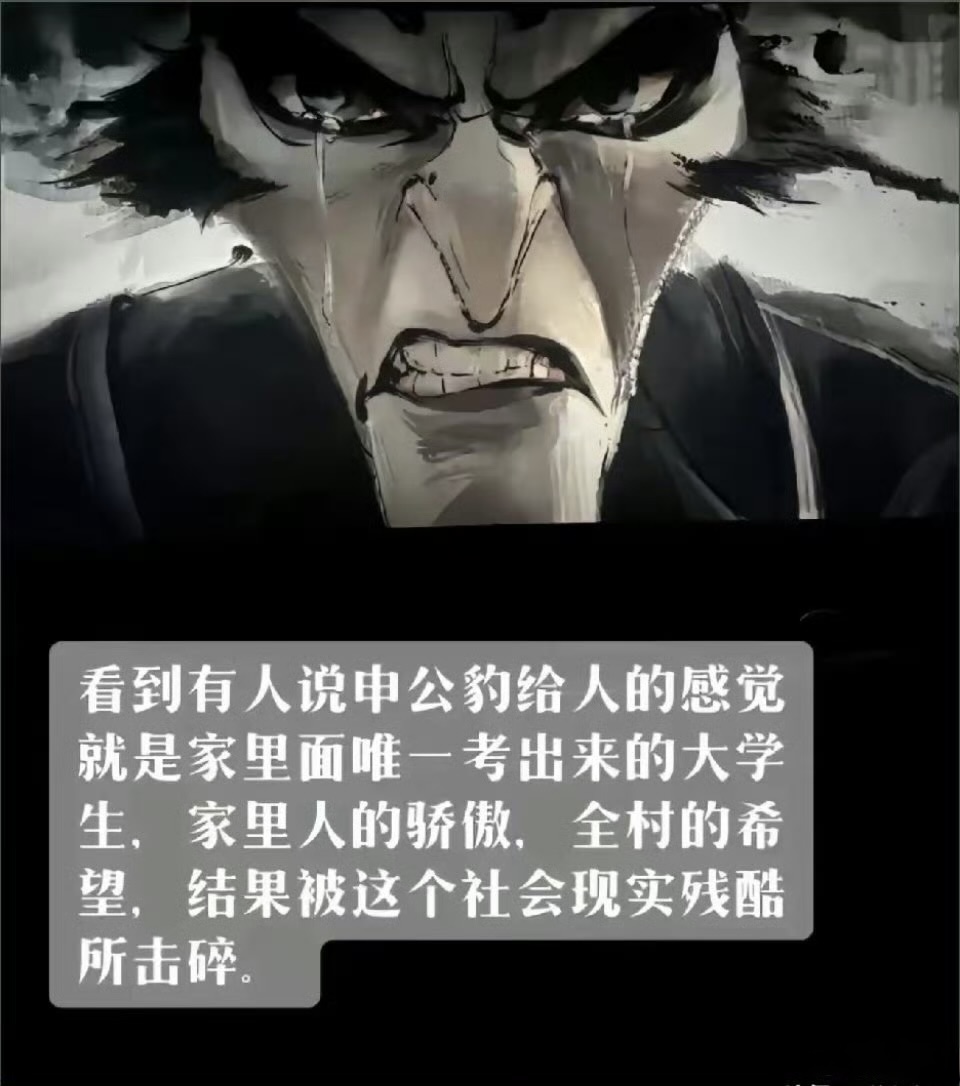 看到有人说申公豹给人的感觉
就是家里面唯一考出来的大学
生，家里人的骄傲，全村的希
望，结果被这个社会现实残酷
所击碎。